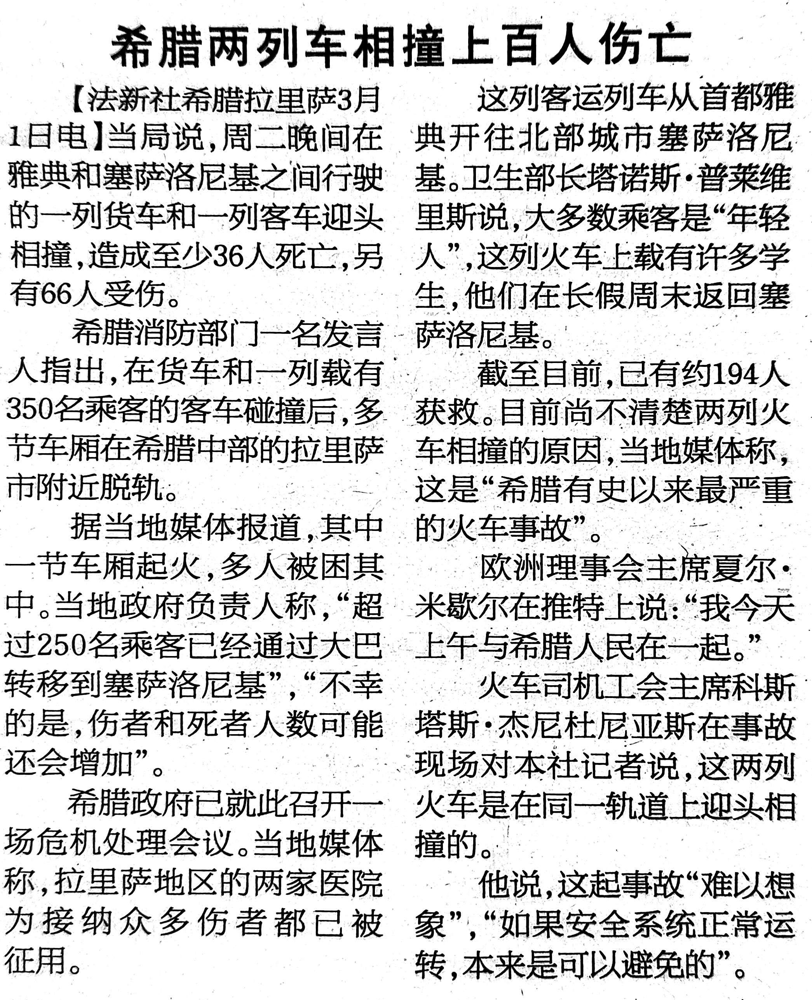 希腊两列车相撞上百人伤亡
【法新社希腊拉里萨3月
1日电】当局说,周二晚间在
雅典和塞萨洛尼基之间行驶
的一列货车和一列客车迎头
相撞,造成至少36人死亡,另
有66人受伤。
希腊消防部门一名发言
人指出,在货车和一列载有
350名乘客的客车碰撞后,多
节车厢在希腊中部的拉里萨
市附近脱轨。
据当地媒体报道,其中
一节车厢起火,多人被困其
中。当地政府负责人称,“超
过250名乘客已经通过大巴
转移到塞萨洛尼基”,“不幸
的是,伤者和死者人数可能
还会增加”。
希腊政府已就此召开一
场危机处理会议。当地媒体
称,拉里萨地区的两家医院
为接纳众多伤者都已被
征用。
这列客运列车从首都雅
典开往北部城市塞萨洛尼
基。卫生部长塔诺斯·普莱维
里斯说,大多数乘客是“年轻
人”,这列火车上载有许多学
生,他们在长假周末返回塞
萨洛尼基。
截至目前,已有约194人
获救。目前尚不清楚两列火
车相撞的原因,当地媒体称,
这是“希腊有史以来最严重
的火车事故”。
欧洲理事会主席夏尔·
米歇尔在推特上说:“我今天
上午与希腊人民在一起。”
火车司机工会主席科斯
塔斯·杰尼杜尼亚斯在事故
现场对本社记者说,这两列
火车是在同一轨道上迎头相
撞的。
他说,这起事故“难以想
象”,“如果安全系统正常运
转,本来是可以避免的”。